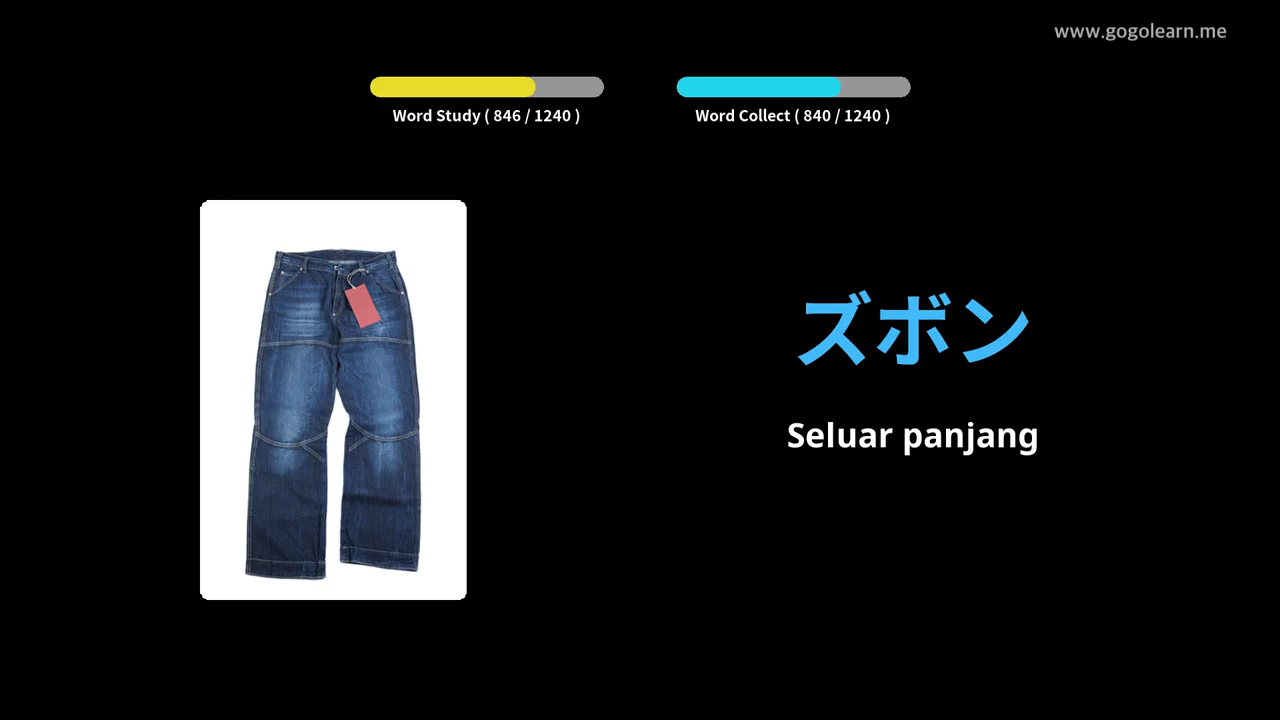 www.gogolearn.me
Word Study ( 846 / 1240 )
Word Collect ( 840 / 1240 )
ズボン
Seluar panjang